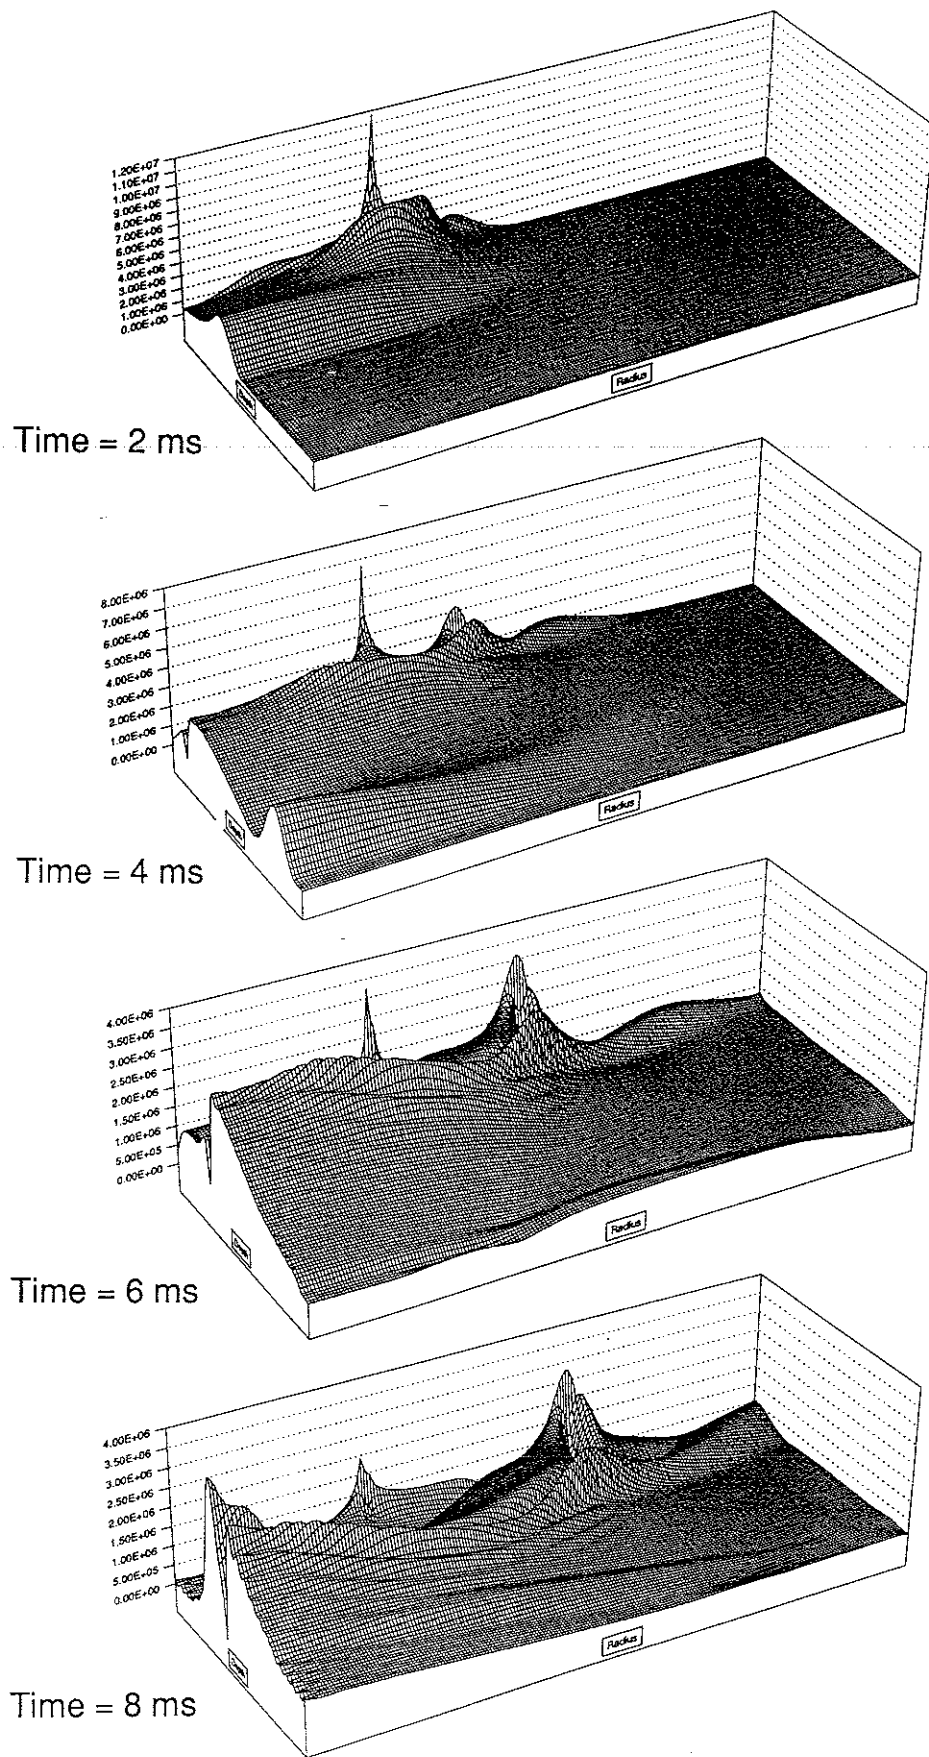 1.20E+07
1.10E+07
1.00E+07
9.00E+06
8.00E+06
7.00E+06
6.00E+06
5.00E+06
4.00E+06
3.00E+06
2.00E+06
1.00E+06
0.00E+00
Radius
Time = 2 ms
8.00E+06
7.00E+06
6.00E+06
5.00E+06
4.00E+06
3.00E+06
2.00E+06
1.00E+06
0.00E+00
Radius
Time = 4 ms
4.00E+06
3.50E+06
3.00E+06
2.50E+06
2.00E+06
1.50E+06
1.00E+06
5.00E+05
0.00E+00
Radius
Time = 6 ms
4.00E+06
3.50E+06
3.00E+06
2.50E+06
2.00E+06
1.50E+06
1.00E+06
5.00E+05
0.00E+00
Radius
Time = 8 ms